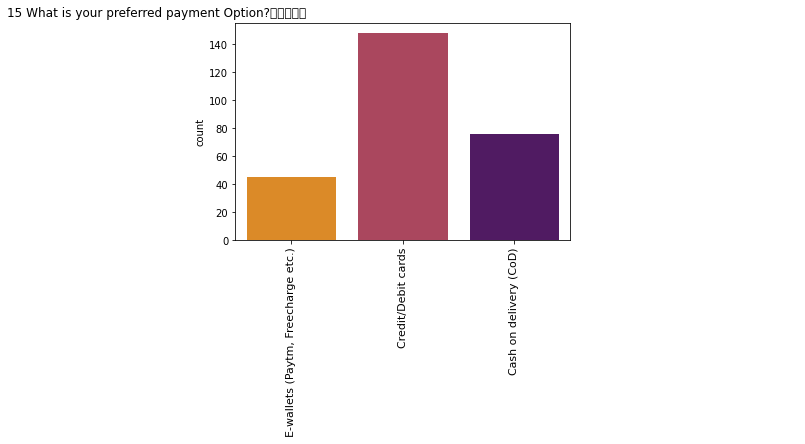 15 What is your preferred payment Option?
count
140
120
100
80
60
40
20
0
E-wallets (Paytm, Freecharge etc.)
Credit/Debit cards
Cash on delivery (CoD)